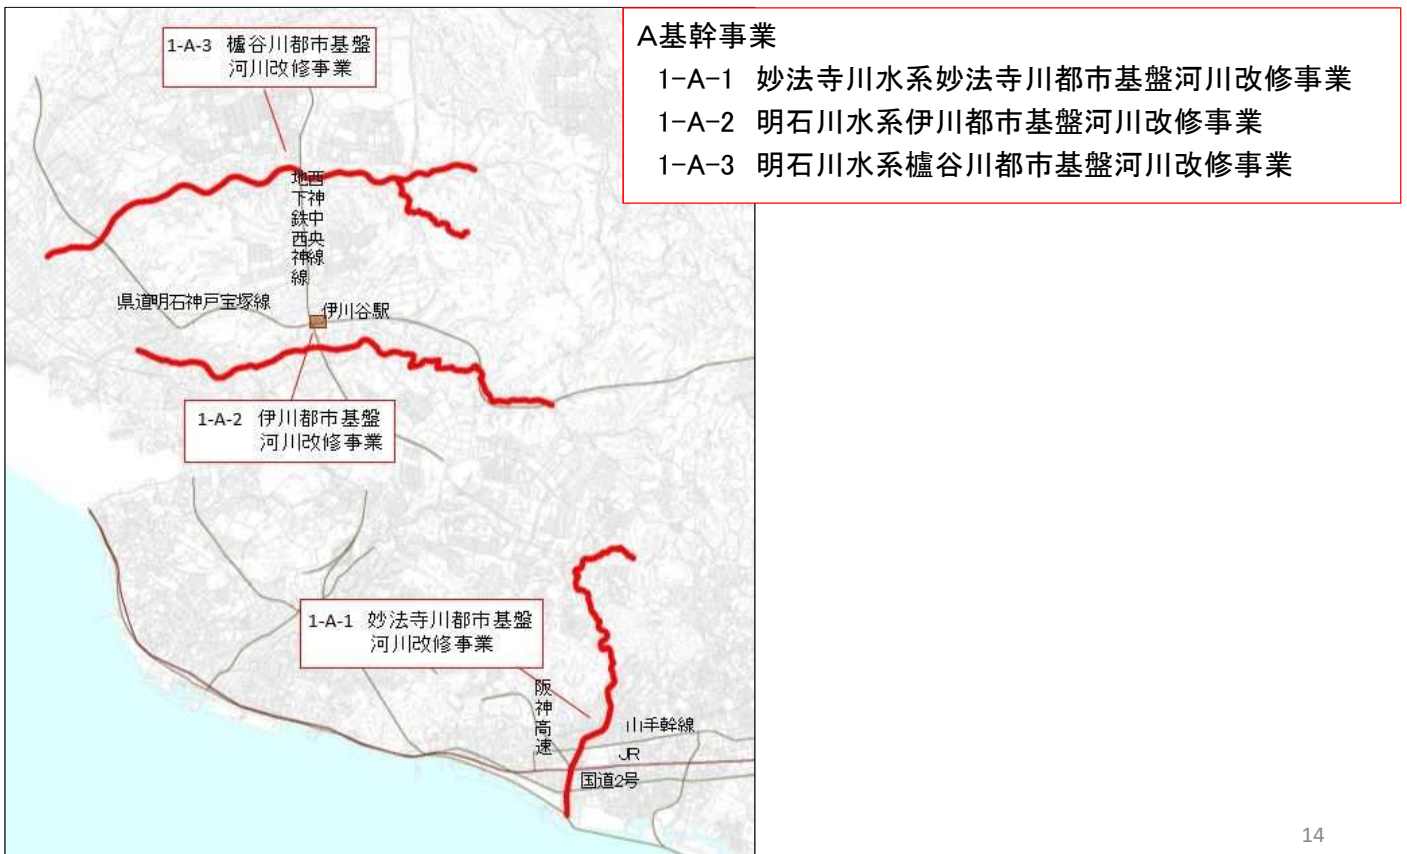 A基幹事業
1-A-1 妙法寺川水系妙法寺川都市基盤河川改修事業
1-A-2 明石川水系伊川都市基盤河川改修事業
1-A-3 明石川水系櫨谷川都市基盤河川改修事業
1-A-3 櫨谷川都市基盤
河川改修事業
西神中央線
地下鉄西神線
県道明石神戸宝塚線
伊川谷駅
1-A-2 伊川都市基盤
河川改修事業
1-A-1 妙法寺川都市基盤
河川改修事業
阪神高速
山手幹線
JR
国道2号
14